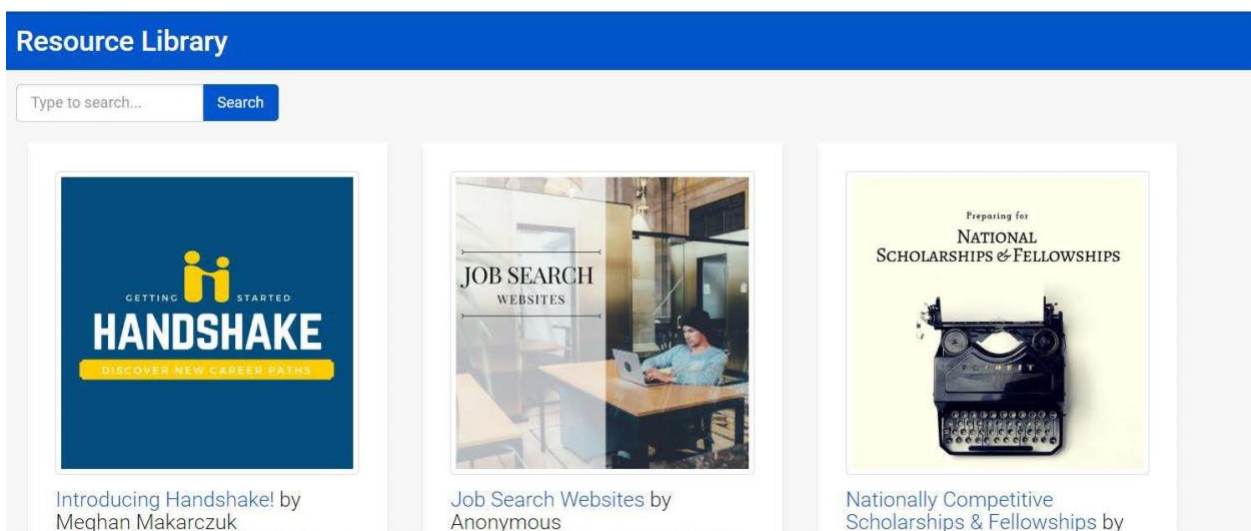 Resource Library
Type to search...
Search
GETTING STARTED
HANDSHAKE
DISCOVER NEW CAREER PATHS
Introducing Handshake! by
Meghan Makarczuk
JOB SEARCH
WEBSITES
Job Search Websites by
Anonymous
Preparing for
NATIONAL
SCHOLARSHIPS & FELLOWSHIPS
Nationally Competitive
Scholarships & Fellowships by